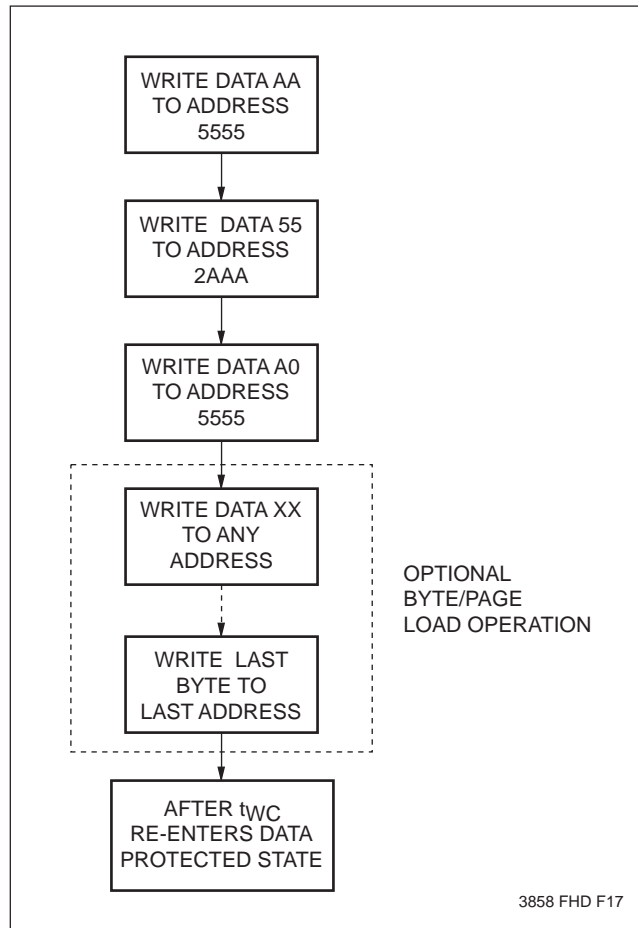 WRITE DATA AA
TO ADDRESS
5555
WRITE DATA 55
TO ADDRESS
2AAA
WRITE DATA A0
TO ADDRESS
5555
WRITE DATA XX
TO ANY
ADDRESS
OPTIONAL
BYTE/PAGE
LOAD OPERATION
WRITE LAST
BYTE TO
LAST ADDRESS
AFTER tWC
RE-ENTERS DATA
PROTECTED STATE
3858 FHD F17